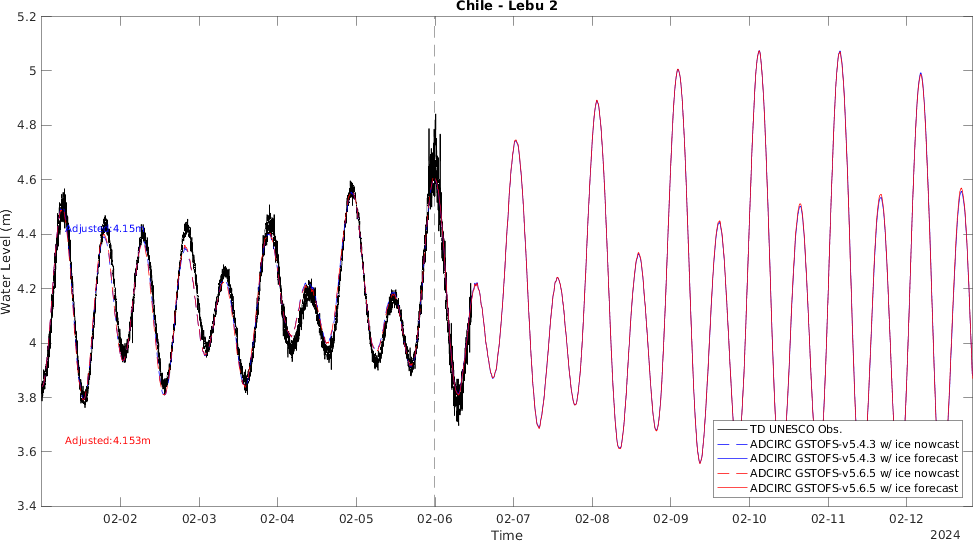 Chile - Lebu 2
Water Level (m)
5.2
5
4.8
4.6
4.4
4.2
4
3.8
3.6
3.4
Adjusted:4.15m
Adjusted:4.153m
TD UNESCO Obs.
ADCIRC GSTOFS-v5.4.3 w/ ice nowcast
ADCIRC GSTOFS-v5.4.3 w/ ice forecast
ADCIRC GSTOFS-v5.6.5 w/ ice nowcast
ADCIRC GSTOFS-v5.6.5 w/ ice forecast
02-02 02-03 02-04 02-05 02-06 02-07 02-08 02-09 02-10 02-11 02-12
Time
2024